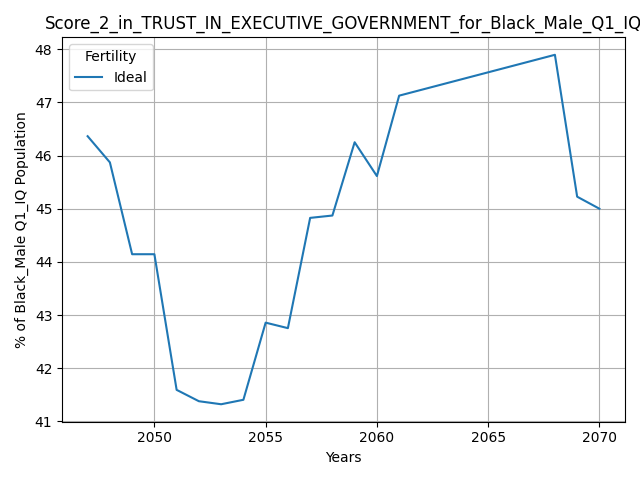 Score_2_in_TRUST_IN_EXECUTIVE_GOVERNMENT_for_Black_Male_Q1_IQ
Fertility
Ideal
% of Black_Male Q1_IQ Population
48
47
46
45
44
43
42
41
2050
2055
2060
2065
2070
Years